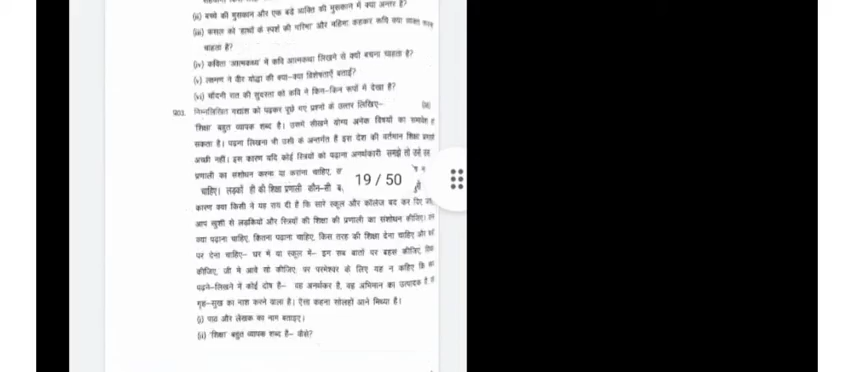 (ii) बच्चे की मुसकान और एक बड़े व्यक्ति की मुसकान में क्या अन्तर है?
(iii) फसल को 'हाथों के स्पर्श की गरिमा' और महिमा कहकर कवि क्या व्यक्त करना
चाहता है?
(iv) कविता 'आत्मकथ्य' में कवि आत्मकथा लिखने से क्यों बचना चाहता है?
(v) लक्ष्मण ने वीर योद्धा की क्या-क्या विशेषताएँ बताईं?
(vi) चाँदनी रात की सुंदरता को कवि ने किन-किन रूपों में देखा है?
निम्नलिखित गद्यांश को पढ़कर पूछे गए प्रश्नों के उत्तर लिखिए-
'शिक्षा' बहुत व्यापक शब्द है। उसमें सीखने योग्य अनेक विषयों का समावेश हो
सकता है। पढ़ना लिखना भी उसी के अन्तर्गत है इस देश की वर्तमान शिक्षा प्रणाली
अच्छी नहीं। इस कारण यदि कोई स्त्रियों को पढ़ाना अनर्थकारी समझे तो उसे उस
प्रणाली का संशोधन करना या कराना चाहिए,
चाहिए। लड़कों ही की शिक्षा प्रणाली कौन-सी
19 / 50
कारण क्या किसी ने यह राय दी है कि सारे स्कूल और कॉलेज बंद कर दिए
आप खुशी से लड़कियों और स्त्रियों की शिक्षा की प्रणाली का संशोधन कीजिए।
क्या पढ़ाना चाहिए, कितना पढ़ाना चाहिए, किस तरह की शिक्षा देना चाहिए और
पर देना चाहिए- घर में या स्कूल में- इन सब बातों पर बहस कीजिए,
कीजिए, जी में आवे सो कीजिए; पर परमेश्वर के लिए यह न कहिए कि
पढ़ने-लिखने में कोई दोष है- वह अनर्थकर है, वह अभिमान का उत्पादक है
गृह-सुख का नाश करने वाला है। ऐसा कहना सोलहों आने मिथ्या है।
(i) पाठ और लेखक का नाम बताइए।
(ii) 'शिक्षा' बहुत व्यापक शब्द है- कैसे?